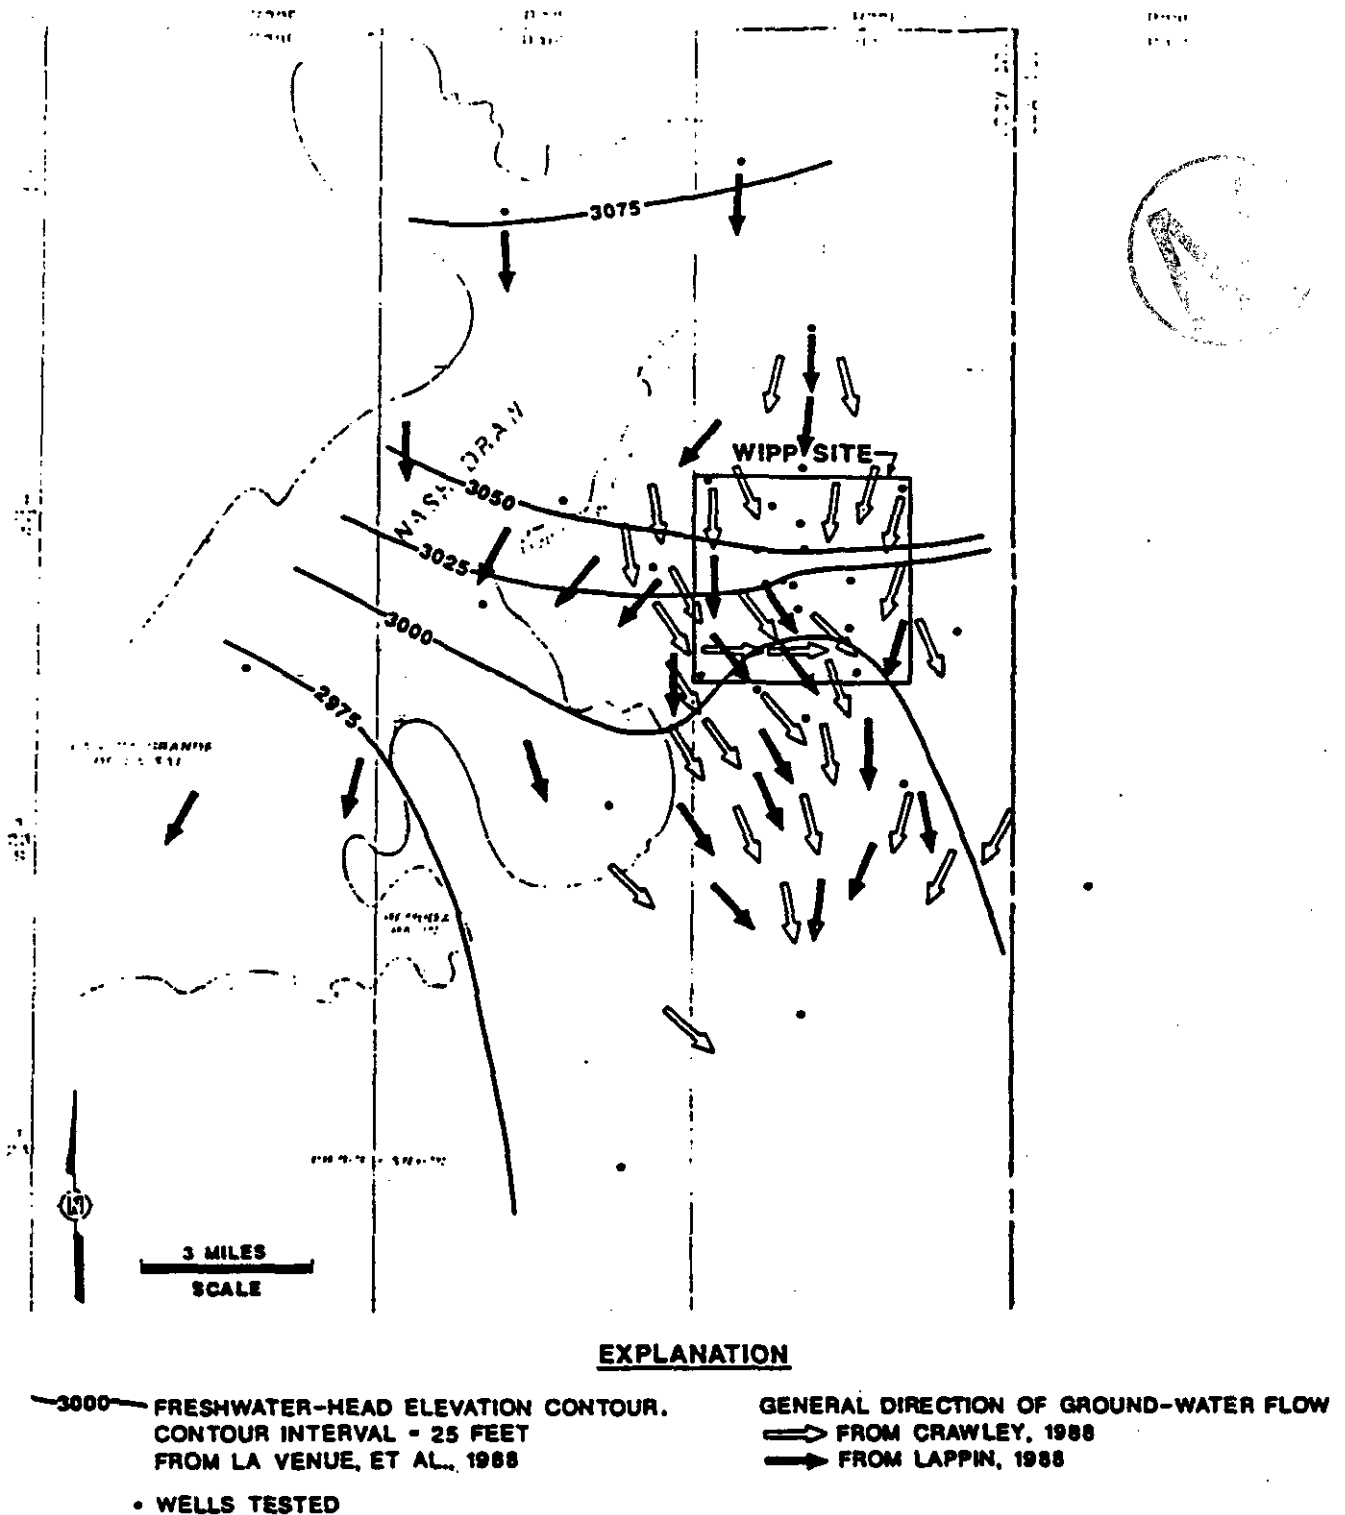 3075
WIPP SITE
NASH DRAW
3050
3025
3000
2975
3 MILES
SCALE
EXPLANATION
3000 FRESHWATER-HEAD ELEVATION CONTOUR.
CONTOUR INTERVAL = 25 FEET
FROM LA VENUE, ET AL., 1988
• WELLS TESTED
GENERAL DIRECTION OF GROUND-WATER FLOW
FROM CRAWLEY, 1988
FROM LAPPIN, 1988